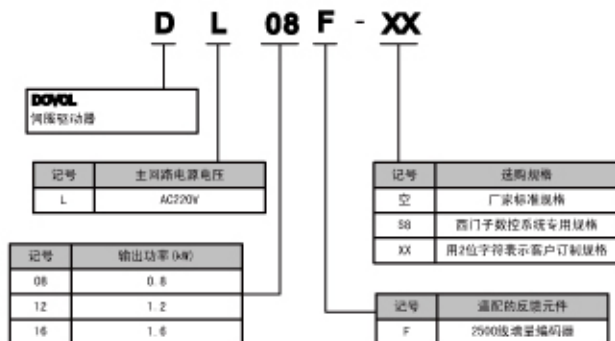 D L 08 F - XX
DOVOL
伺服驱动器
记号 主回路电源电压
L AC220V
记号 选购规格
空 厂家标准规格
S8 西门子数控系统专用规格
XX 用2位字符表示客户订制规格
记号 输出功率(kW)
08 0.8
12 1.2
16 1.6
记号 适配的反馈元件
F 2500线增量编码器